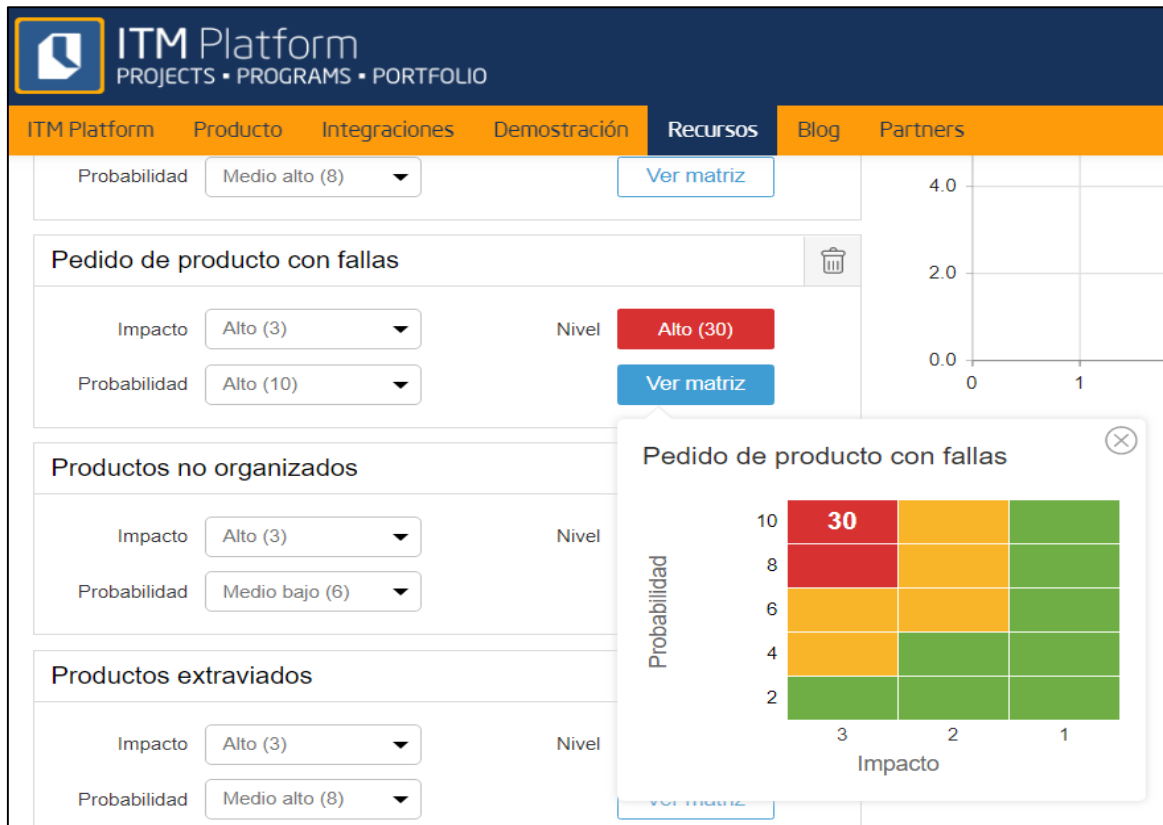 ITM Platform
PROJECTS ▪ PROGRAMS ▪ PORTFOLIO
ITM Platform Producto Integraciones Demostración Recursos Blog Partners
Probabilidad Medio alto (8) Ver matriz
4.0
Pedido de producto con fallas
2.0
Impacto Alto (3) Nivel Alto (30)
0.0
Probabilidad Alto (10) Ver matriz
0 1
Productos no organizados
Impacto Alto (3) Nivel
Probabilidad Medio bajo (6)
Productos extraviados
Impacto Alto (3) Nivel
Probabilidad Medio alto (8) Ver matriz
Pedido de producto con fallas
Probabilidad
10 30
8
6
4
2
3 2 1
Impacto